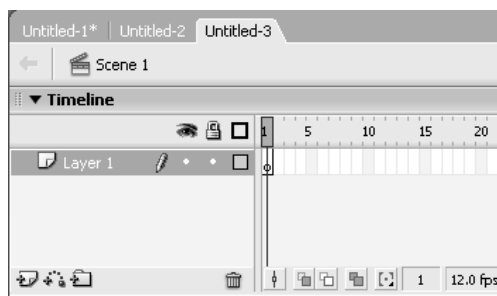 Untitled-1* Untitled-2 Untitled-3
Scene 1
Timeline
1 5 10 15 20
Layer 1
1 12.0 fps